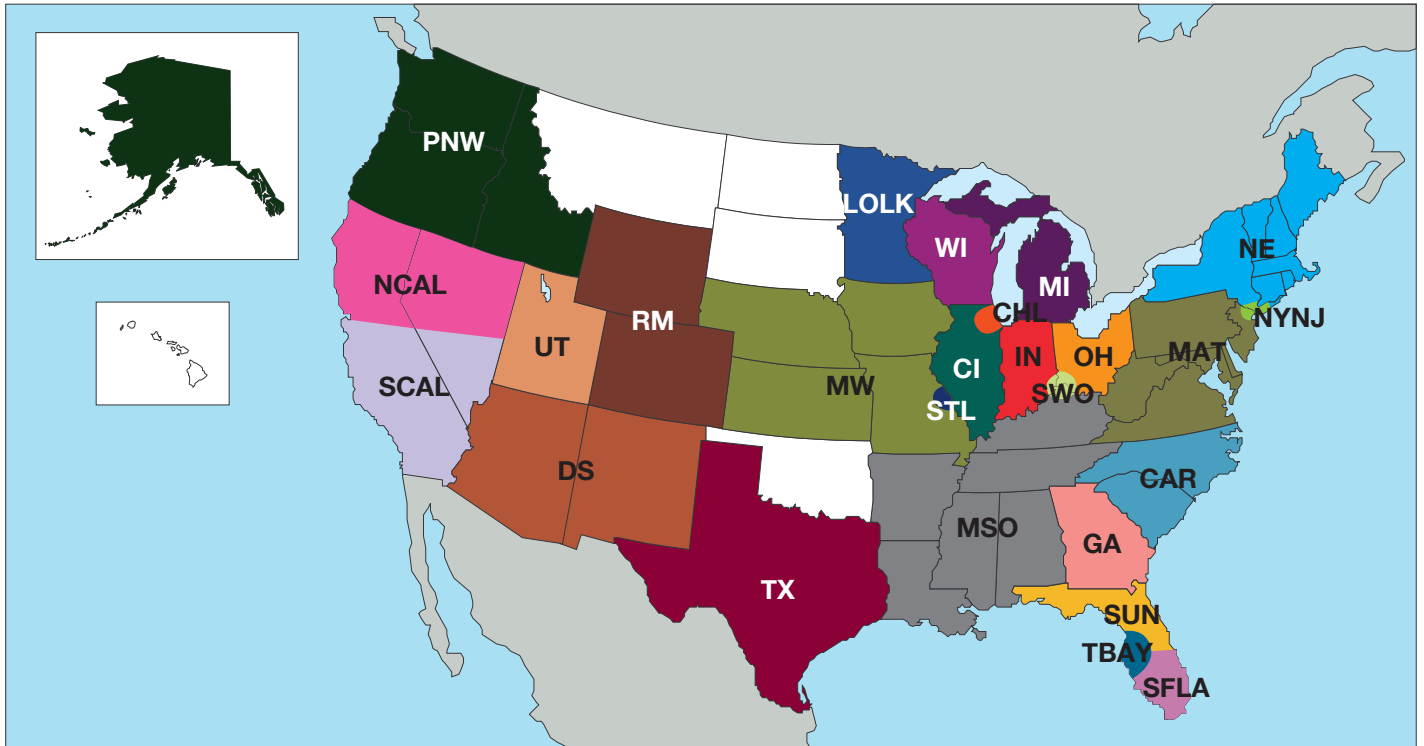 PNW
LOLK
WI
NE
NCAL
MI
CHL
NYNJ
RM
UT
IN
OH
MAT
CI
SCAL
MW
SWO
STL
DS
CAR
MSO
GA
TX
SUN
TBAY
SFLA